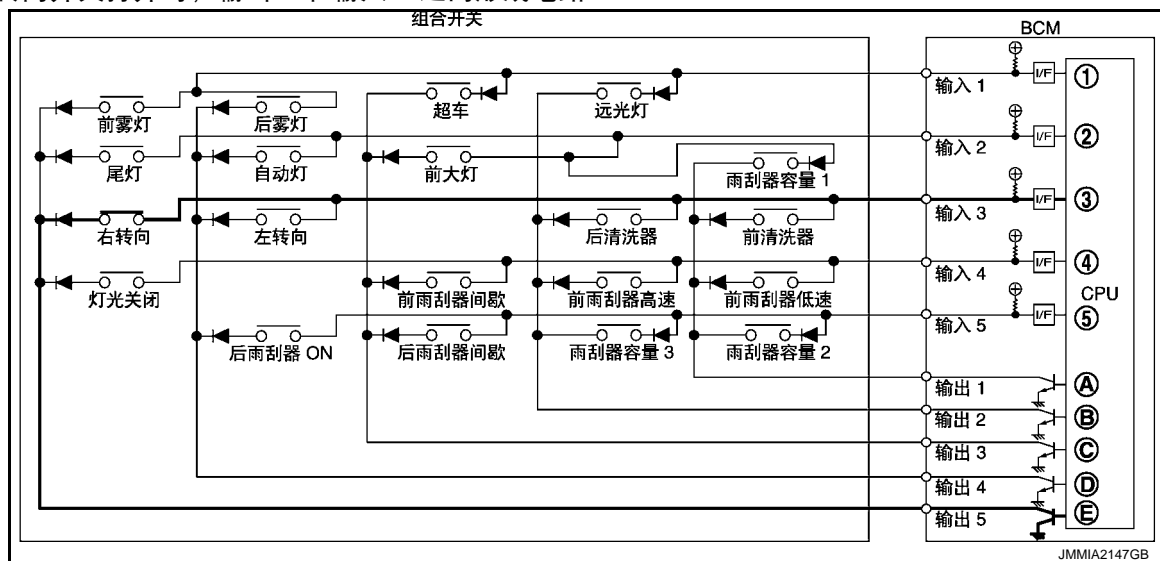 组合开关
BCM
输入 1
I/F
①
前雾灯
后雾灯
超车
远光灯
输入 2
I/F
②
尾灯
自动灯
前大灯
雨刮器容量 1
输入 3
I/F
③
右转向
左转向
后清洗器
前清洗器
输入 4
I/F
④
CPU
灯光关闭
前雨刮器间歇
前雨刮器高速
前雨刮器低速
输入 5
I/F
⑤
后雨刮器 ON
后雨刮器间歇
雨刮器容量 3
雨刮器容量 2
输出 1
Ⓐ
输出 2
Ⓑ
输出 3
Ⓒ
输出 4
Ⓓ
输出 5
Ⓔ
JMMIA2147GB